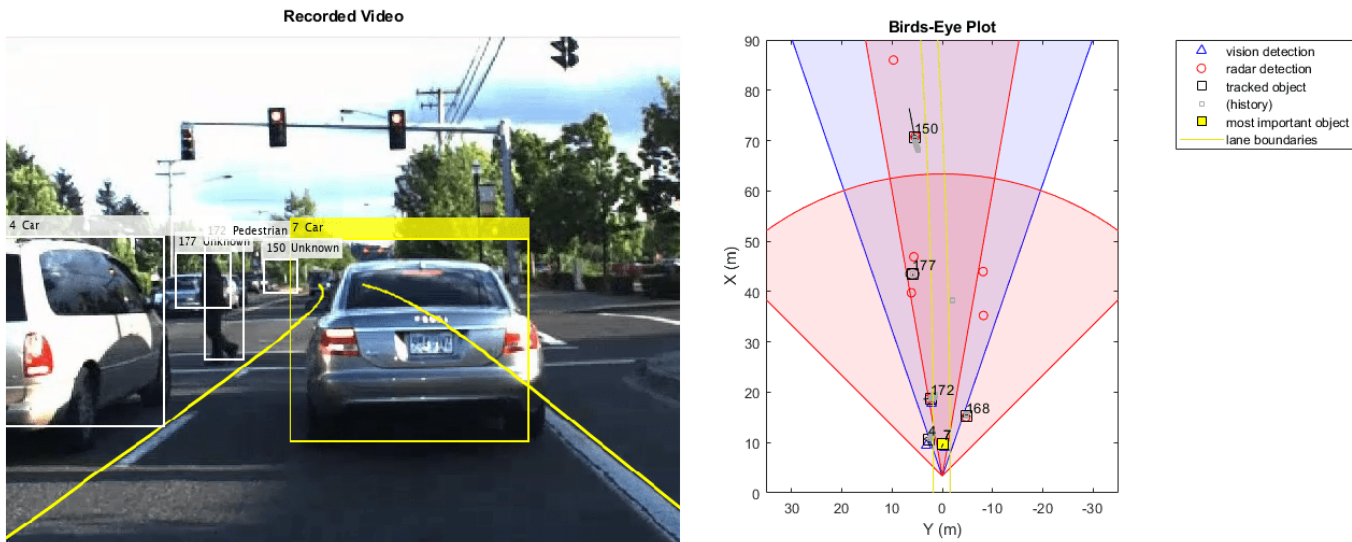 Recorded Video
4 Car
177 Unknown
172 Pedestrian
150 Unknown
7 Car
Birds-Eye Plot
90
80
70
60
50
40
30
20
10
0
X (m)
30
20
10
0
-10
-20
-30
Y (m)
150
177
172
168
4
7
vision detection
radar detection
tracked object
(history)
most important object
lane boundaries